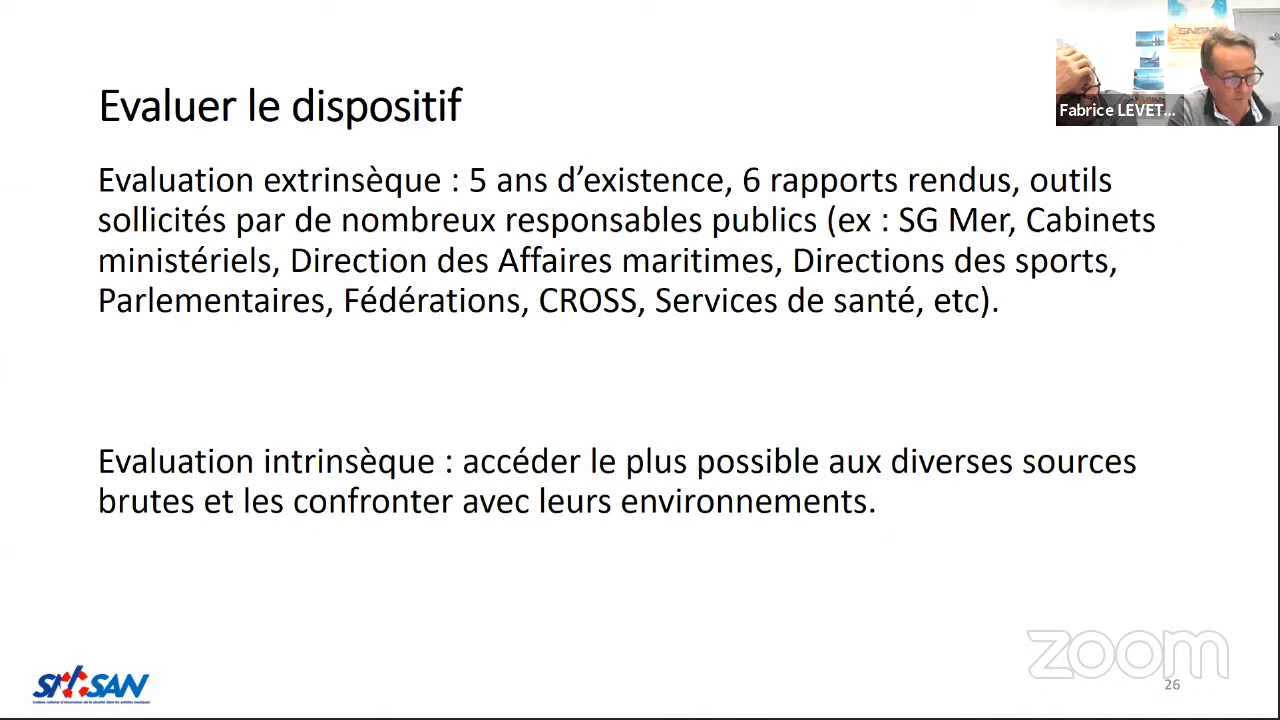 Evaluer le dispositif
Fabrice LEVET...
Evaluation extrinsèque : 5 ans d’existence, 6 rapports rendus, outils
sollicités par de nombreux responsables publics (ex : SG Mer, Cabinets
ministériels, Direction des Affaires maritimes, Directions des sports,
Parlementaires, Fédérations, CROSS, Services de santé, etc).
Evaluation intrinsèque : accéder le plus possible aux diverses sources
brutes et les confronter avec leurs environnements.
zoom
26